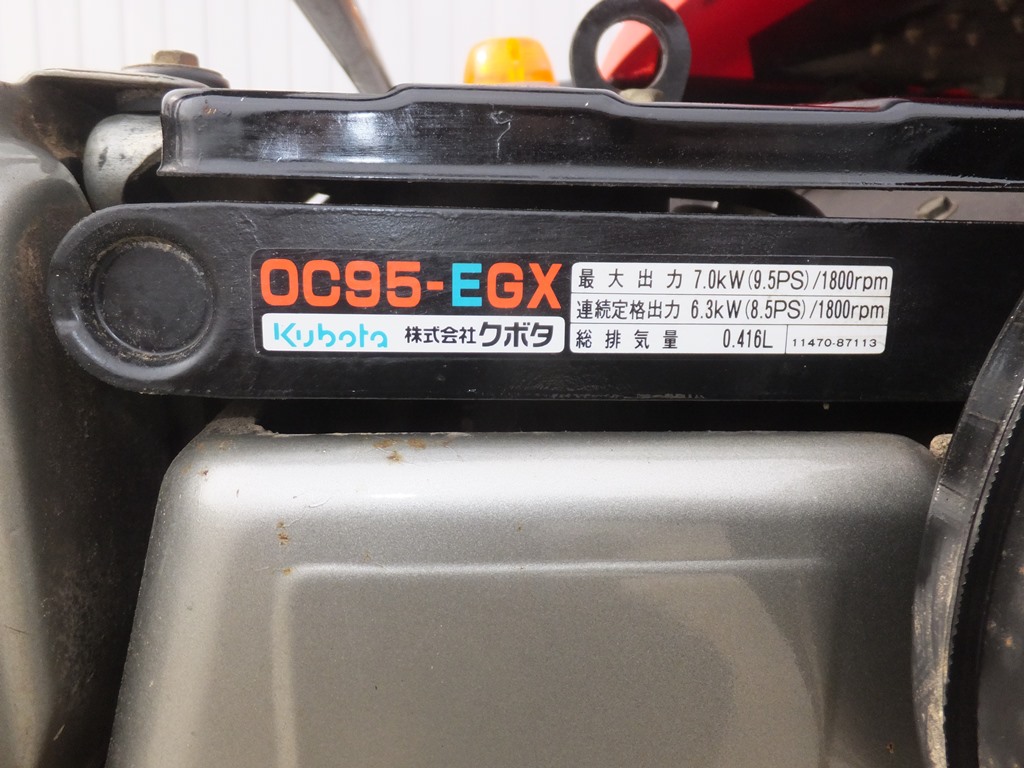 OC95-EGX
Kubota 株式会社クボタ
最大出力 7.0kW(9.5PS)/1800rpm
連続定格出力 6.3kW(8.5PS)/1800rpm
総排気量 0.416L 11470-87113